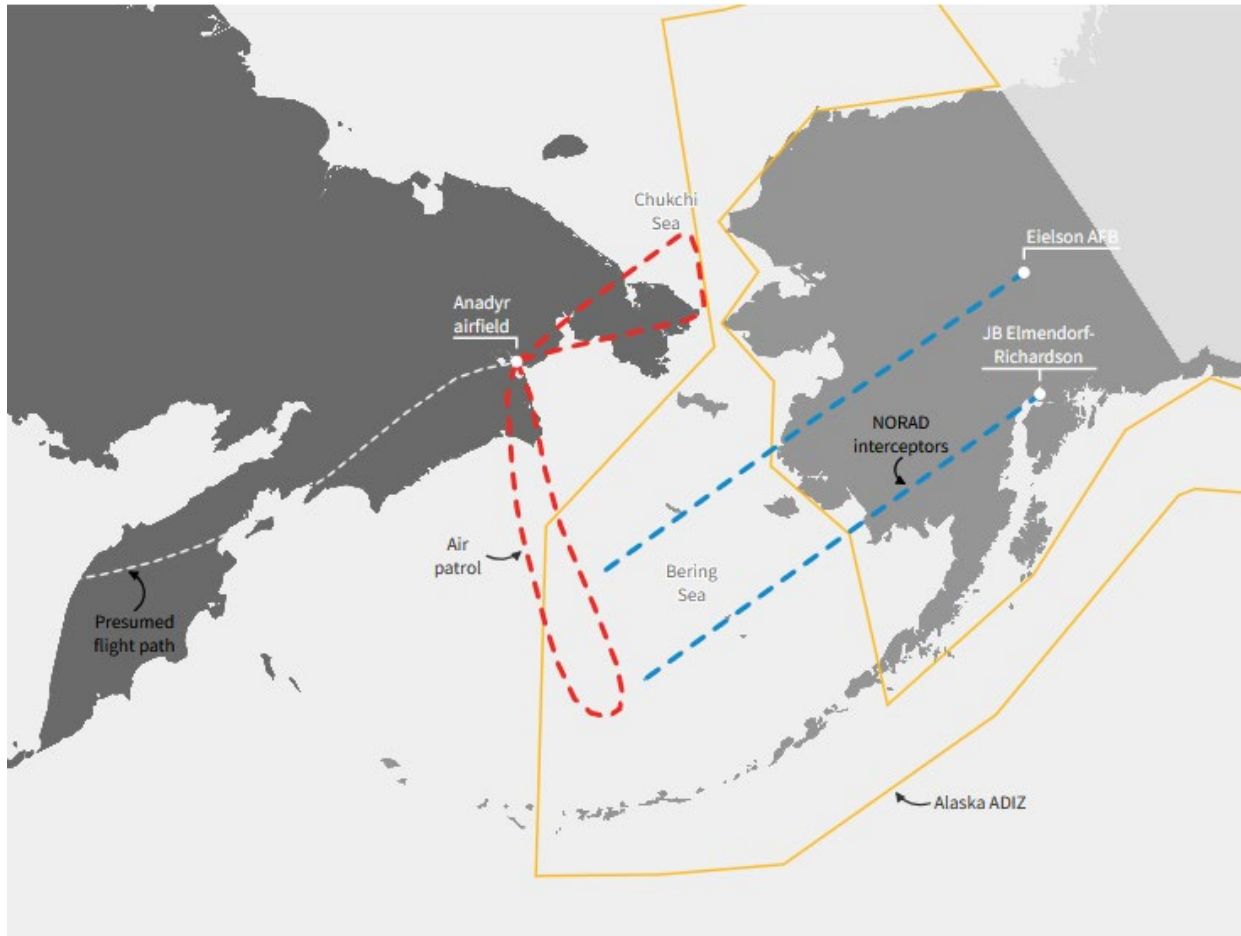 Chukchi
Sea
Eielson AFB
Anadyr
airfield
JB Elmendorf-
Richardson
NORAD
interceptors
Air
patrol
Bering
Sea
Presumed
flight path
Alaska ADIZ